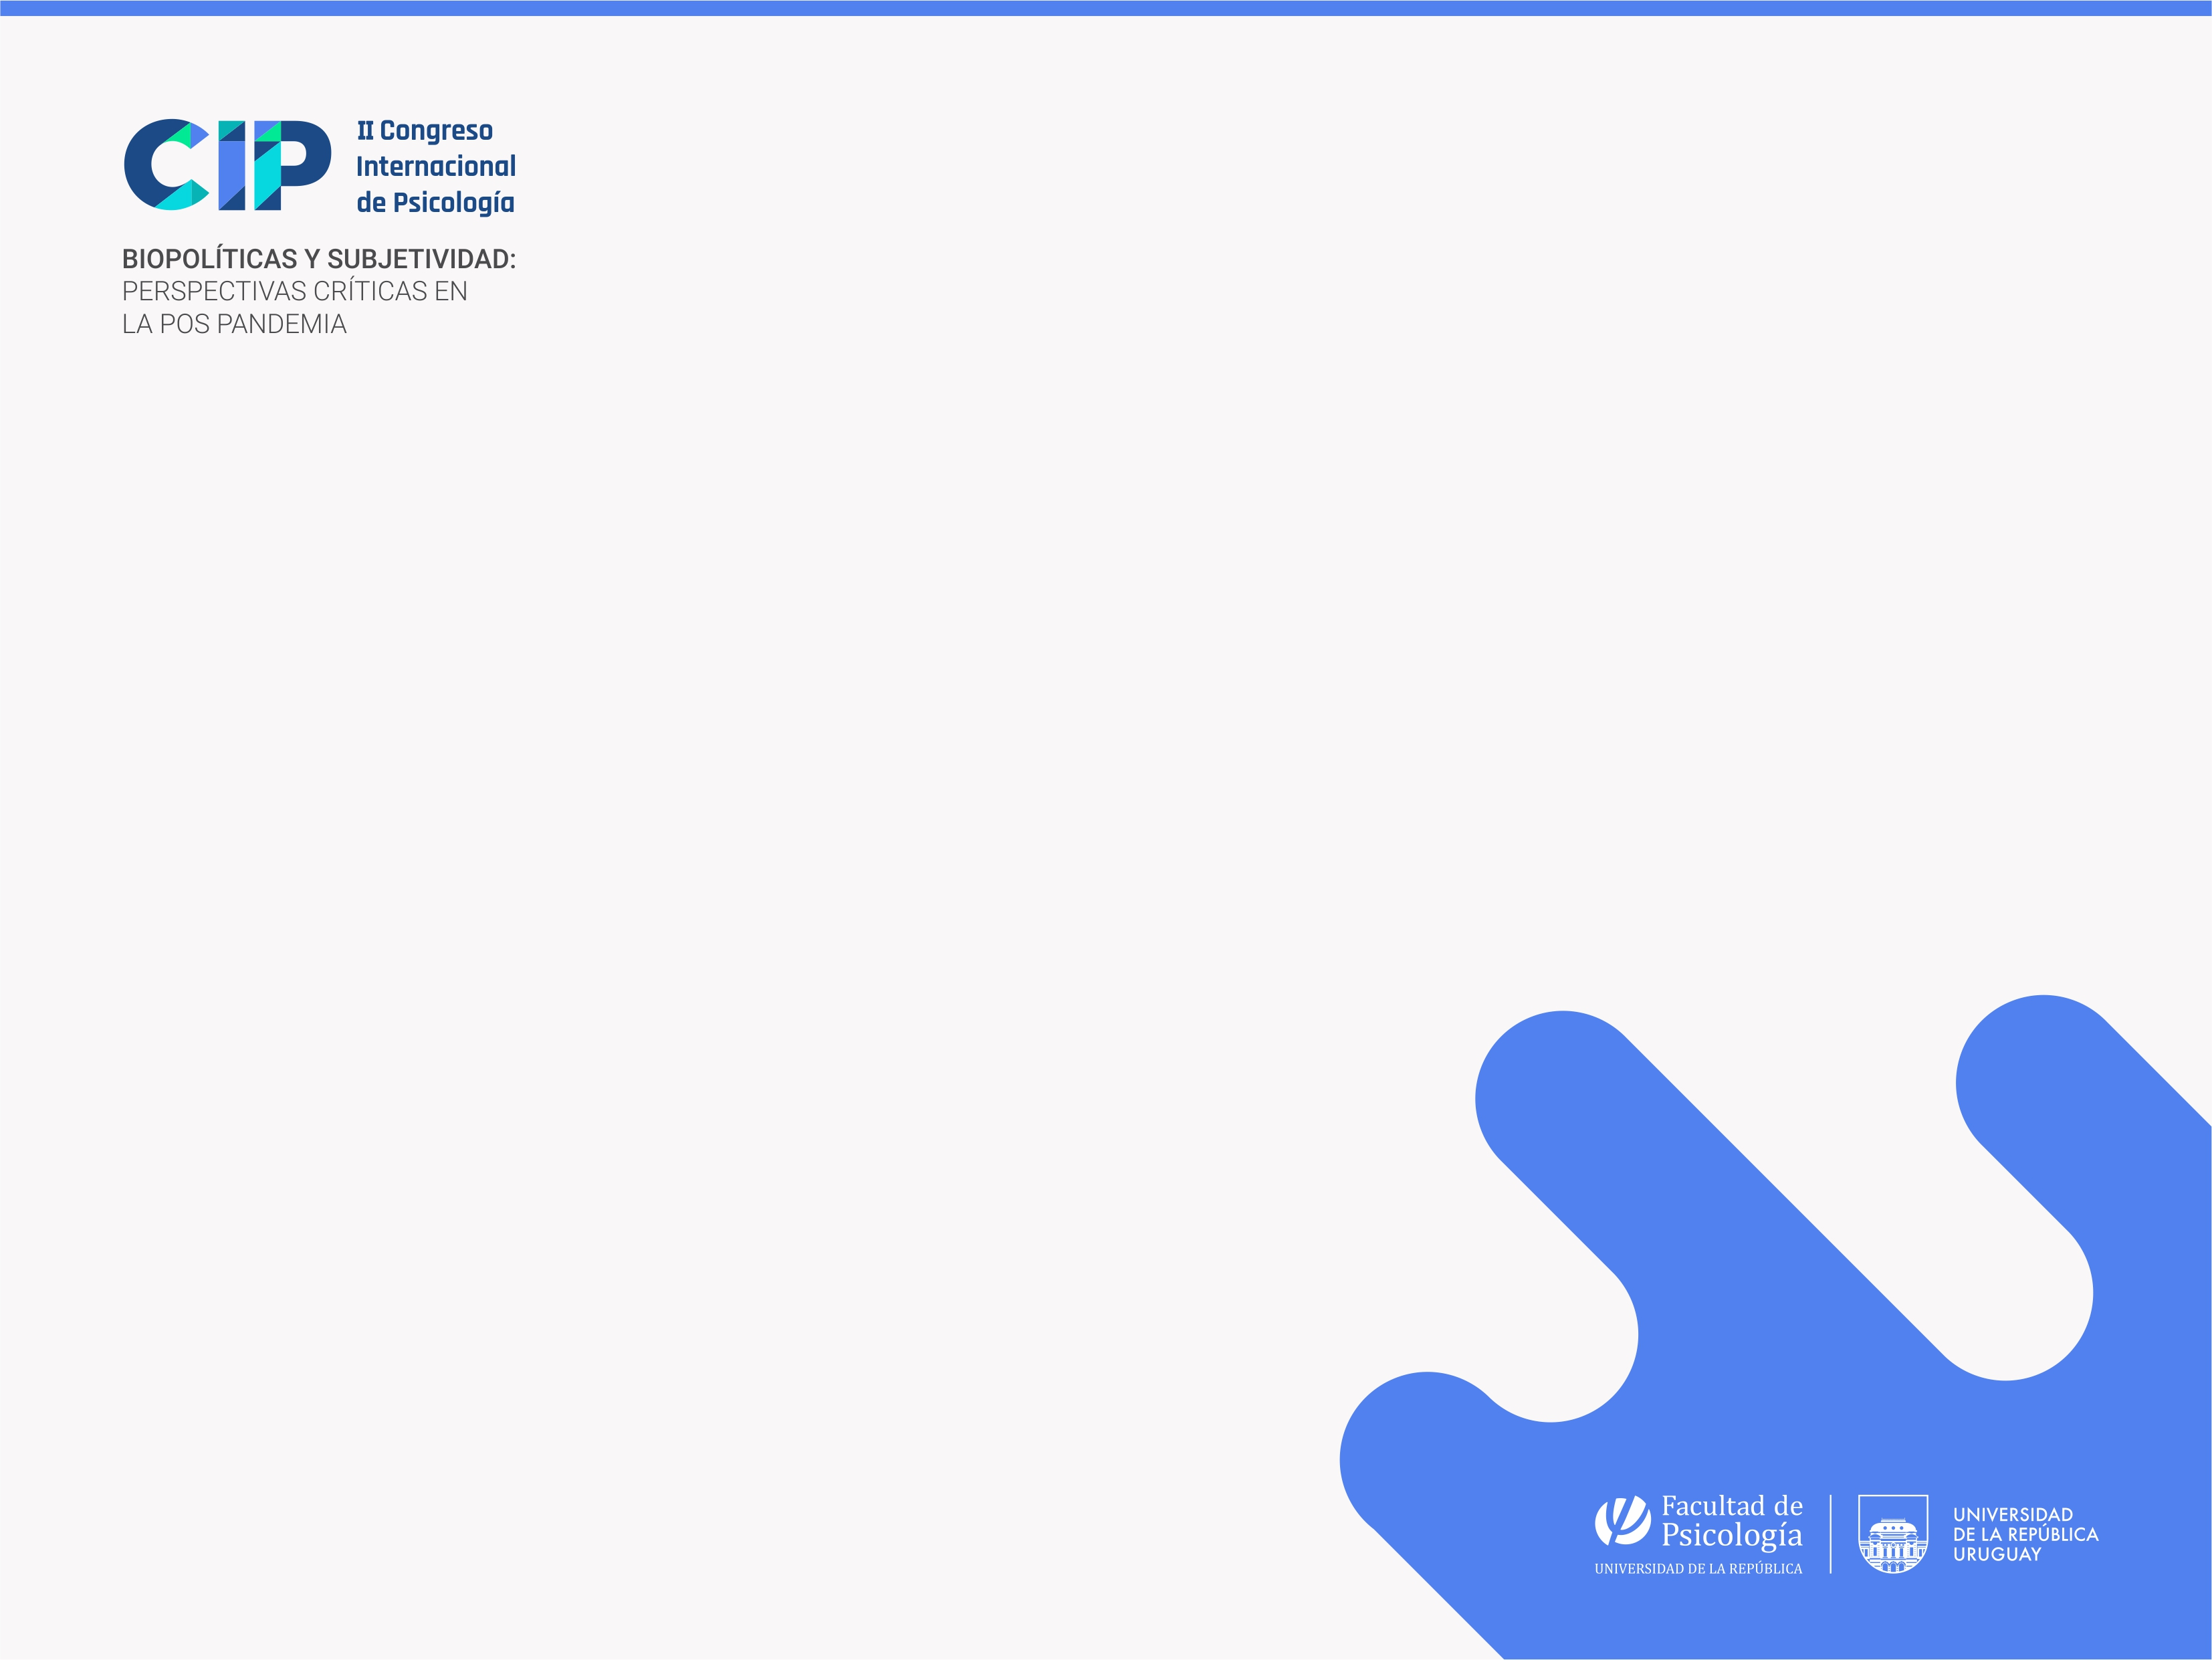 CIP
II Congreso
Internacional
de Psicología
BIOPOLÍTICAS Y SUBJETIVIDAD:
PERSPECTIVAS CRÍTICAS EN
LA POS PANDEMIA
Facultad de
Psicología
UNIVERSIDAD DE LA REPÚBLICA
UNIVERSIDAD
DE LA REPÚBLICA
URUGUAY